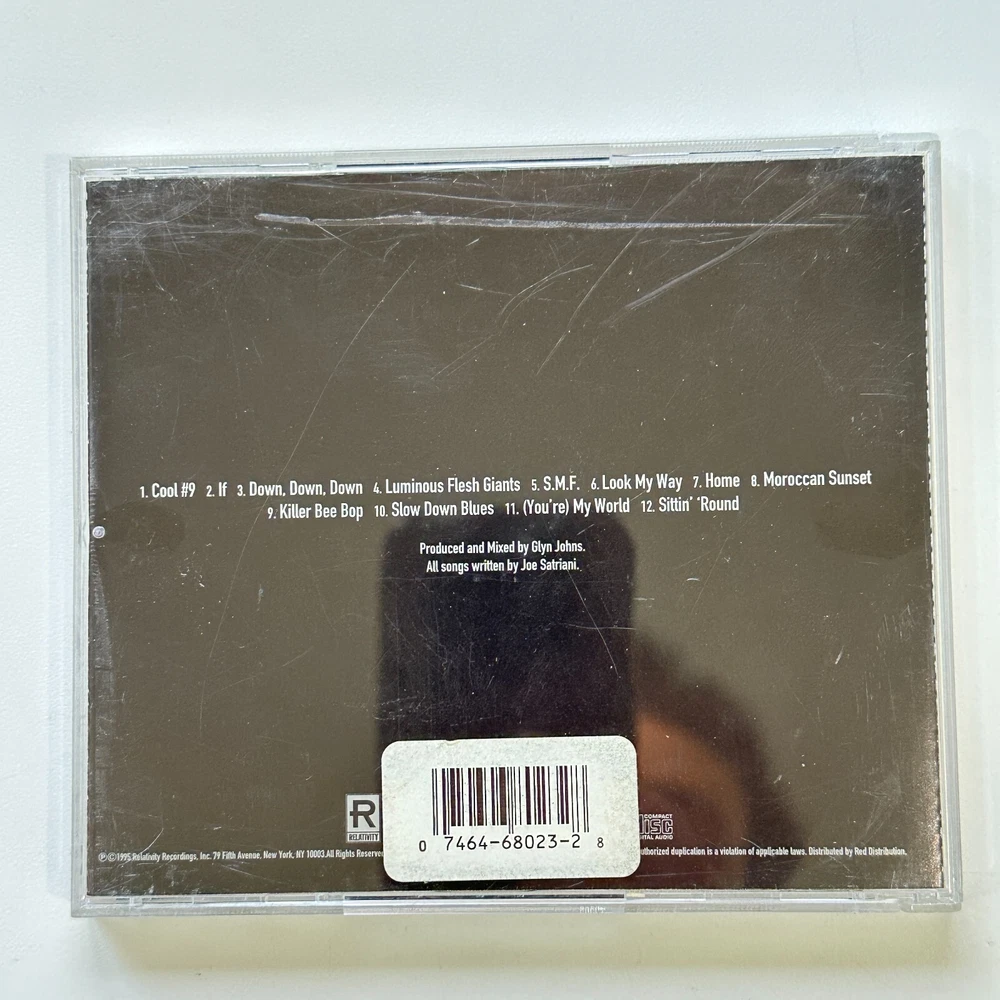 1. Cool #9 2. If 3. Down, Down, Down 4. Luminous Flesh Giants 5. S.M.F. 6. Look My Way 7. Home 8. Moroccan Sunset
9. Killer Bee Bop 10. Slow Down Blues 11. (You're) My World 12. Sittin' 'Round
Produced and Mixed by Glyn Johns.
All songs written by Joe Satriani.
R
RELATIVITY
COMPACT
DISC
DIGITAL AUDIO
0 7464-68023-2 8
℗©1995 Relativity Recordings, Inc. 79 Fifth Avenue, New York, NY 10003. All Rights Reserved
duplication is a violation of applicable laws. Distributed by Red Distribution.